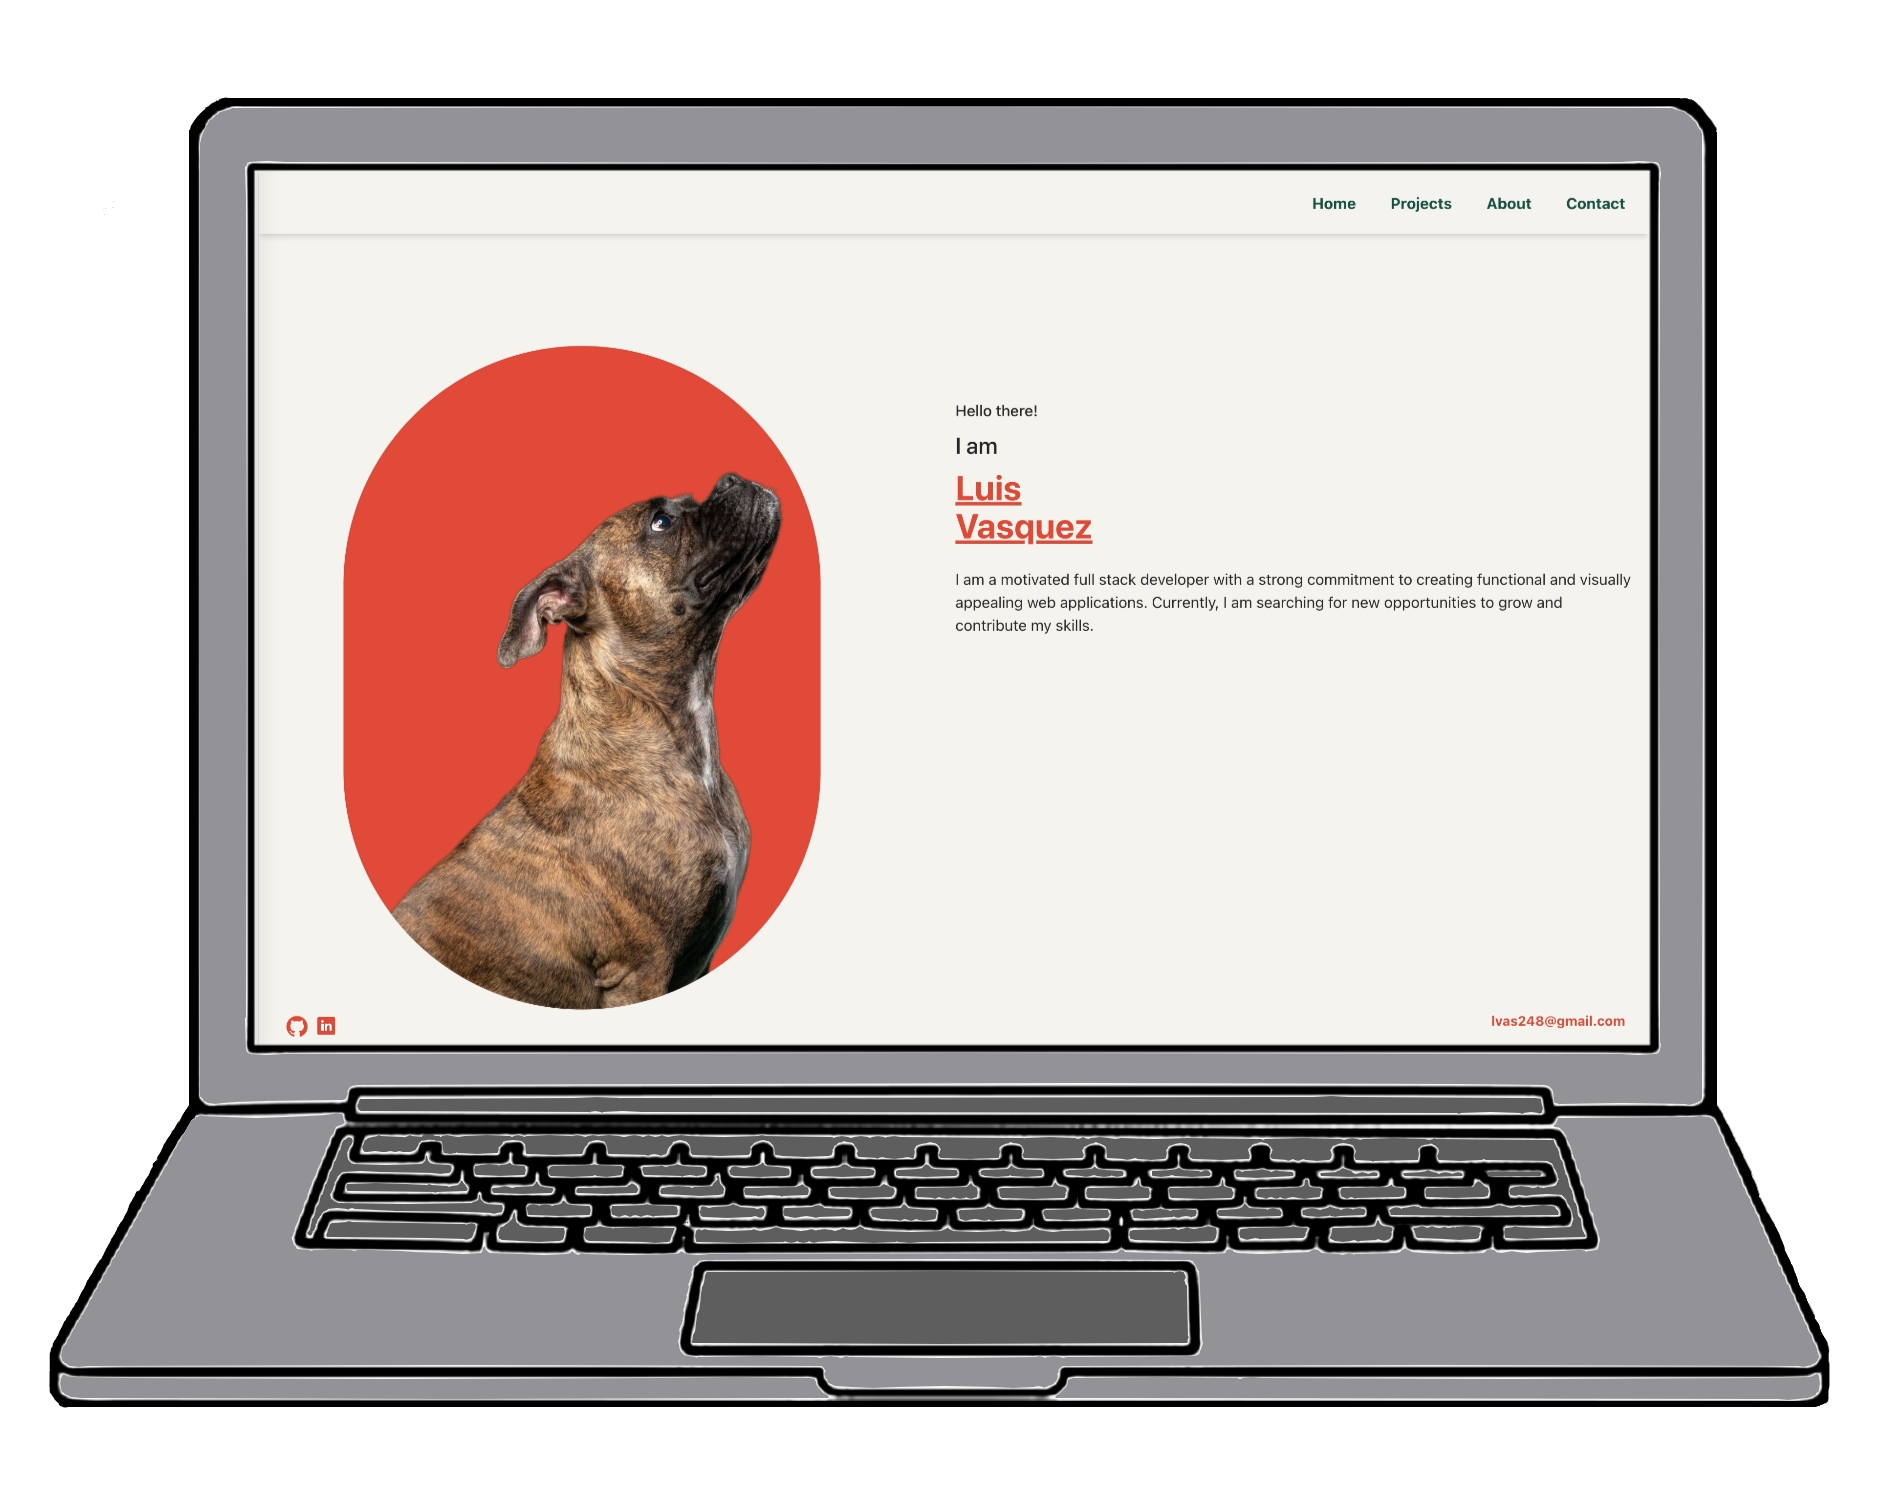 Home Projects About Contact
Hello there!
I am
Luis
Vasquez
I am a motivated full stack developer with a strong commitment to creating functional and visually
appealing web applications. Currently, I am searching for new opportunities to grow and
contribute my skills.
in
lvas248@gmail.com